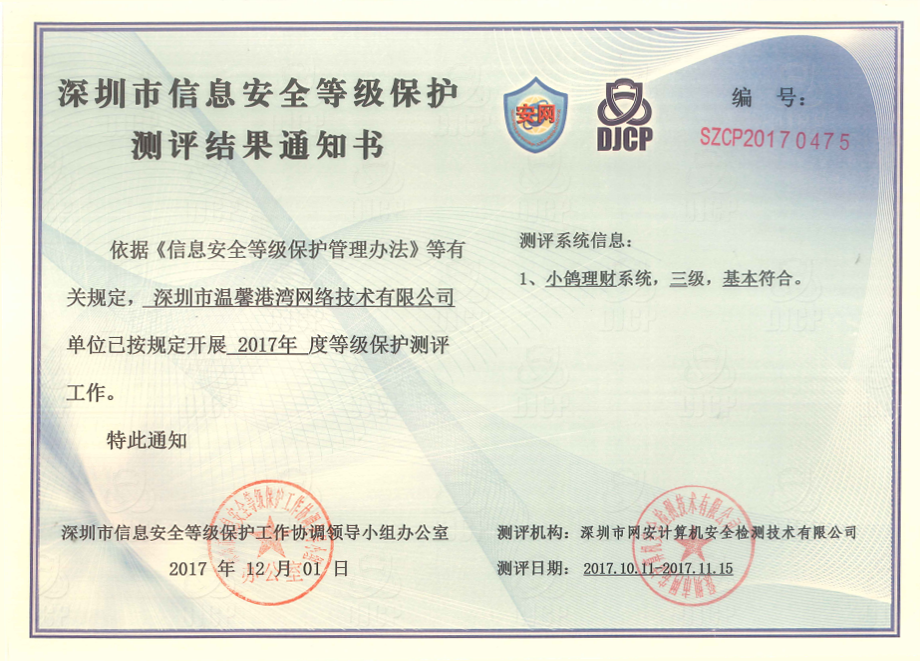 深圳市信息安全等级保护
测评结果通知书
安网
DJCP
编 号：
SZCP20170475
依据《信息安全等级保护管理办法》等有
关规定，深圳市温馨港湾网络技术有限公司
单位已按规定开展 2017年 度等级保护测评
工作。
特此通知
测评系统信息：
1、小鸽理财系统，三级，基本符合。
深圳市信息安全等级保护工作协调领导小组办公室
2017 年 12 月 01 日
办公室
测评机构：深圳市网安计算机安全检测技术有限公司
测评日期： 2017.10.11-2017.11.15